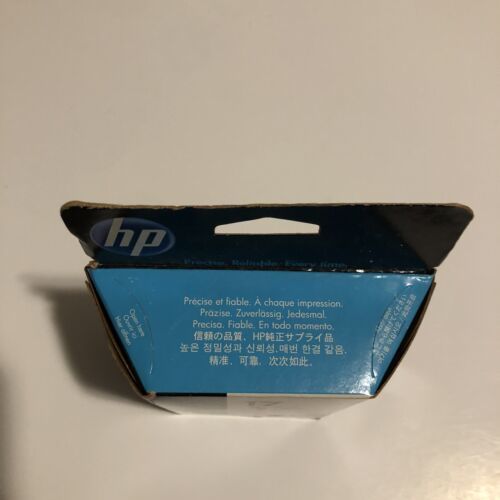 hp
Precise. Reliable. Every time.
Précise et fiable. À chaque impression.
Präzise. Zuverlässig. Jedesmal.
Precisa. Fiable. En todo momento.
信頼の品質、HP純正サプライ品
높은 정밀성과 신뢰성,매번 한결 같음.
精准、可靠，次次如此。
Open here